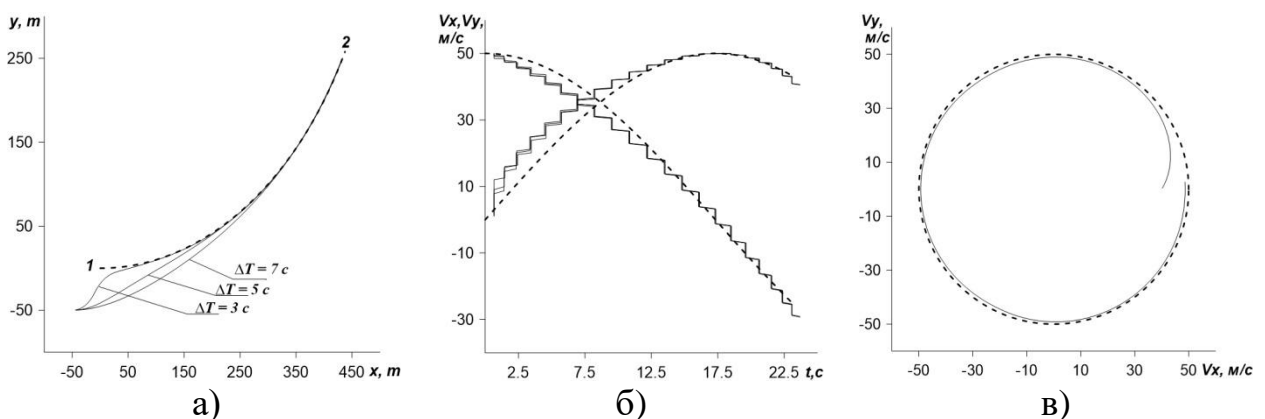 y, m
250
150
50
-50
1
2
ΔT = 7 c
ΔT = 5 c
ΔT = 3 c
-50 50 150 250 350 450 x, m
а)
Vx,Vy,
м/с
50
30
10
-10
-30
2.5 7.5 12.5 17.5 22.5 t,c
б)
Vy,
м/с
50
30
10
-10
-30
-50
-50 -30 -10 10 30 50 Vx, м/с
в)